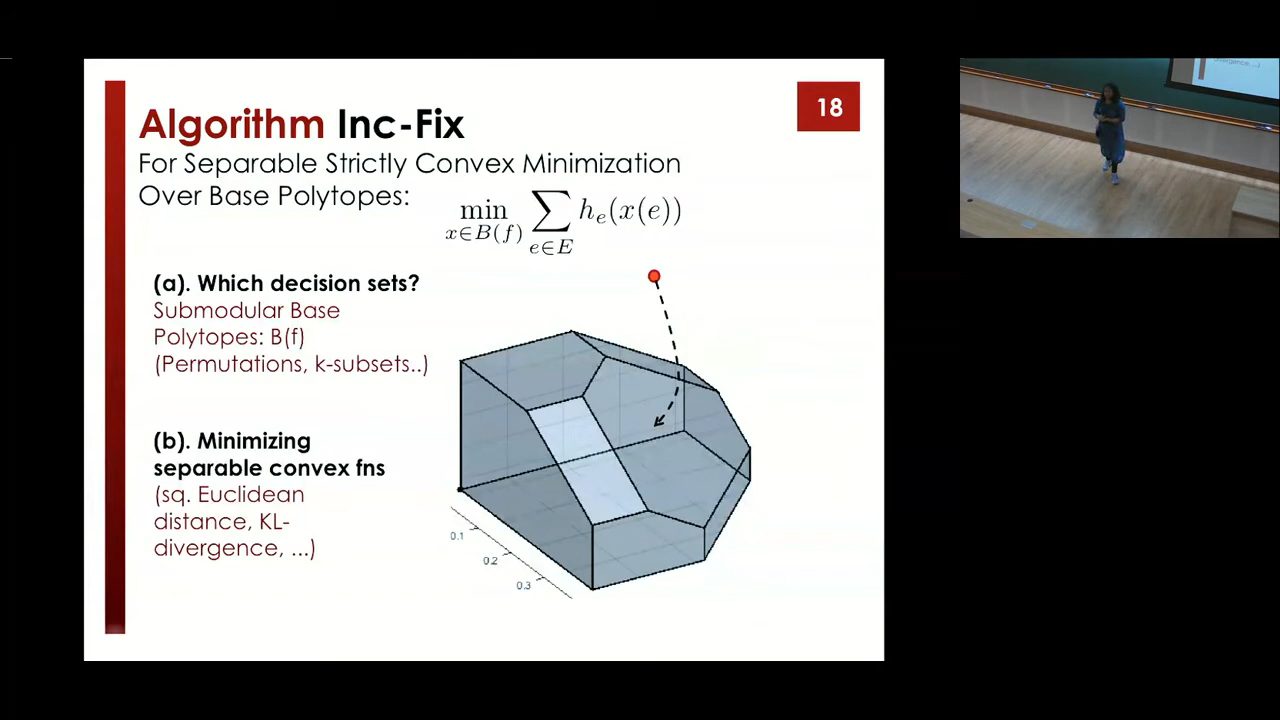 18
Algorithm Inc-Fix
For Separable Strictly Convex Minimization
Over Base Polytopes:
min ∑ h_e(x(e))
x∈B(f) e∈E
(a). Which decision sets?
Submodular Base
Polytopes: B(f)
(Permutations, k-subsets..)
(b). Minimizing
separable convex fns
(sq. Euclidean
distance, KL-
divergence, ...)
0.1
0.2
0.3
divergence, ...)